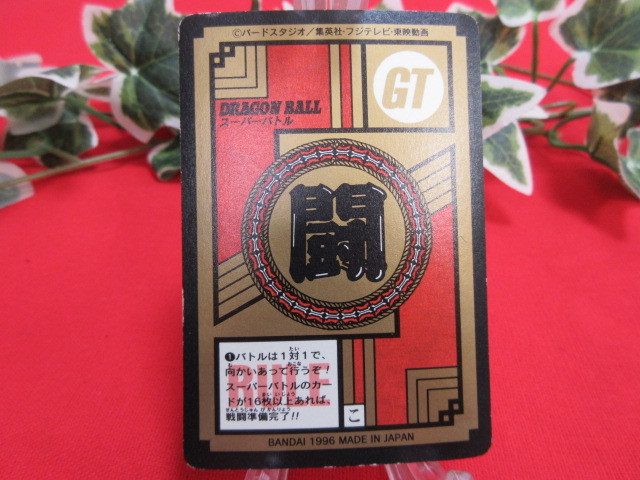 ©バードスタジオ／集英社・フジテレビ・東映動画
GT
DRAGON BALL
スーパーバトル
闘
RULE
❶バトルは1対1で、
向かいあって行うぞ！
スーパーバトルのカー
ドが16枚以上あれば、
戦闘準備完了!!
こ
BANDAI 1996 MADE IN JAPAN